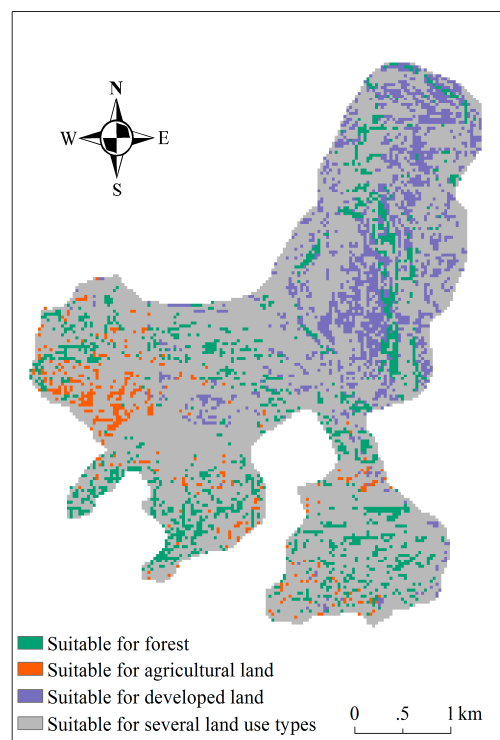 N
W E
S
Suitable for forest
Suitable for agricultural land
Suitable for developed land
Suitable for several land use types
0 .5 1 km